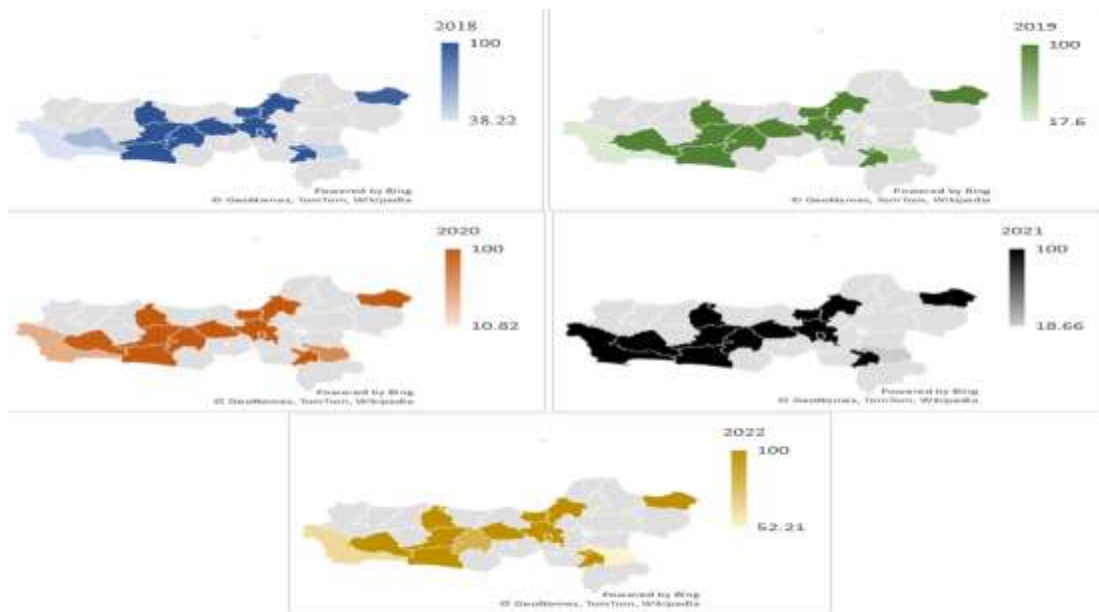 2018
100
38.22
Powered by Bing
© GeoNames, TomTom, Wikipedia
2019
100
17.6
Powered by Bing
© GeoNames, TomTom, Wikipedia
2020
100
10.82
Powered by Bing
© GeoNames, TomTom, Wikipedia
2021
100
18.66
Powered by Bing
© GeoNames, TomTom, Wikipedia
2022
100
52.21
Powered by Bing
© GeoNames, TomTom, Wikipedia